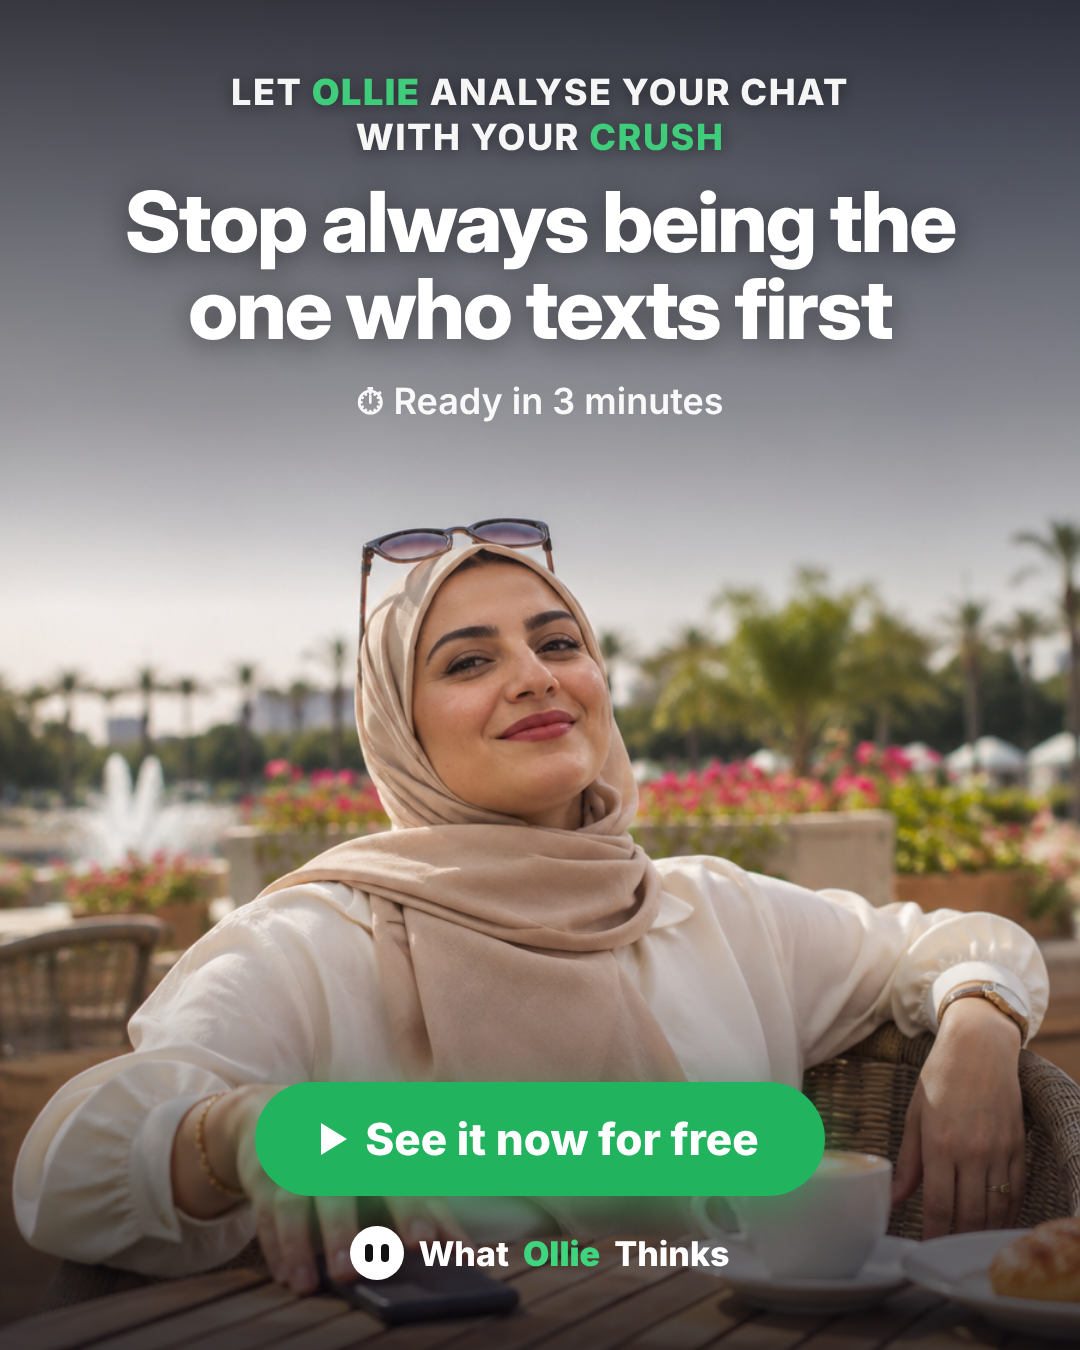 LET OLLIE ANALYSE YOUR CHAT
WITH YOUR CRUSH
Stop always being the
one who texts first
⏱ Ready in 3 minutes
▶ See it now for free
What Ollie Thinks